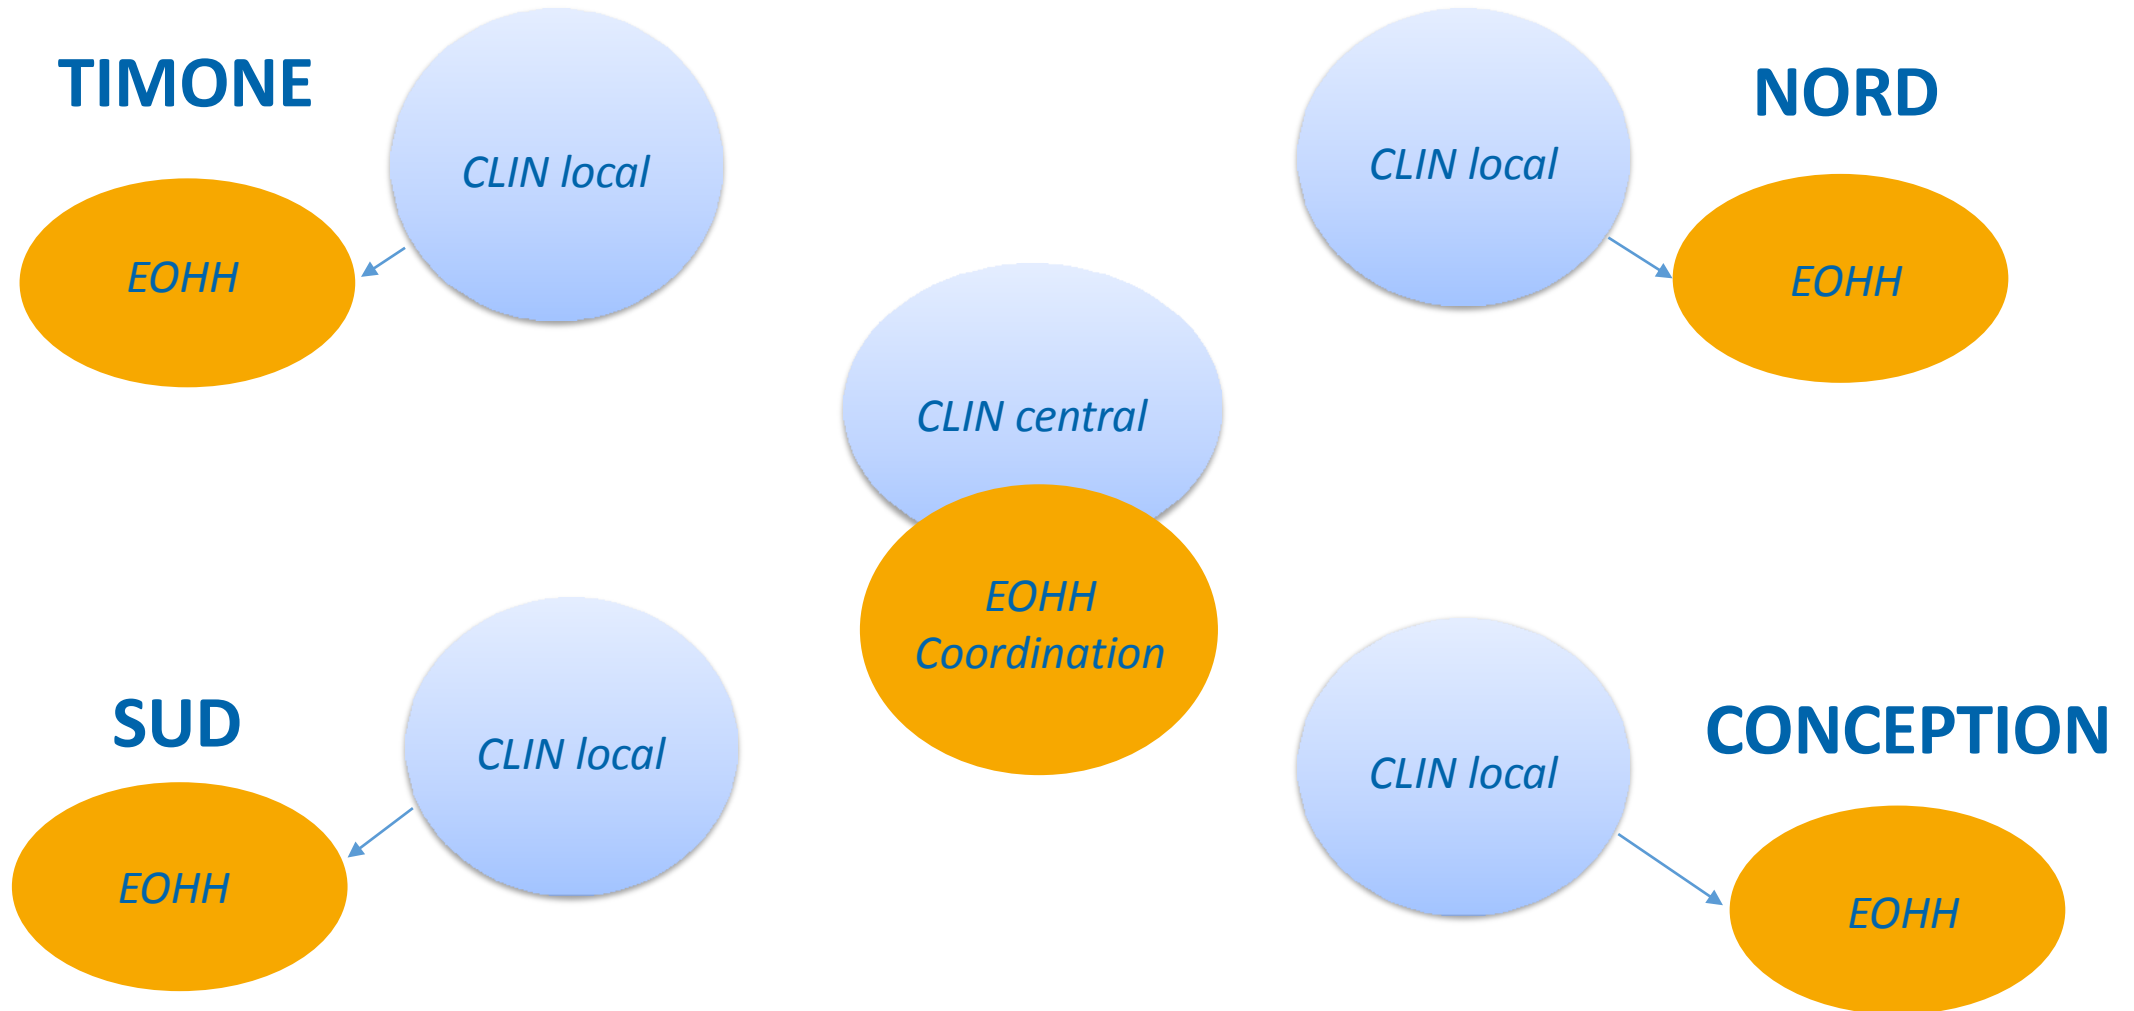 TIMONE
CLIN local
EOHH
NORD
CLIN local
EOHH
CLIN central
EOHH
Coordination
SUD
CLIN local
EOHH
CONCEPTION
CLIN local
EOHH